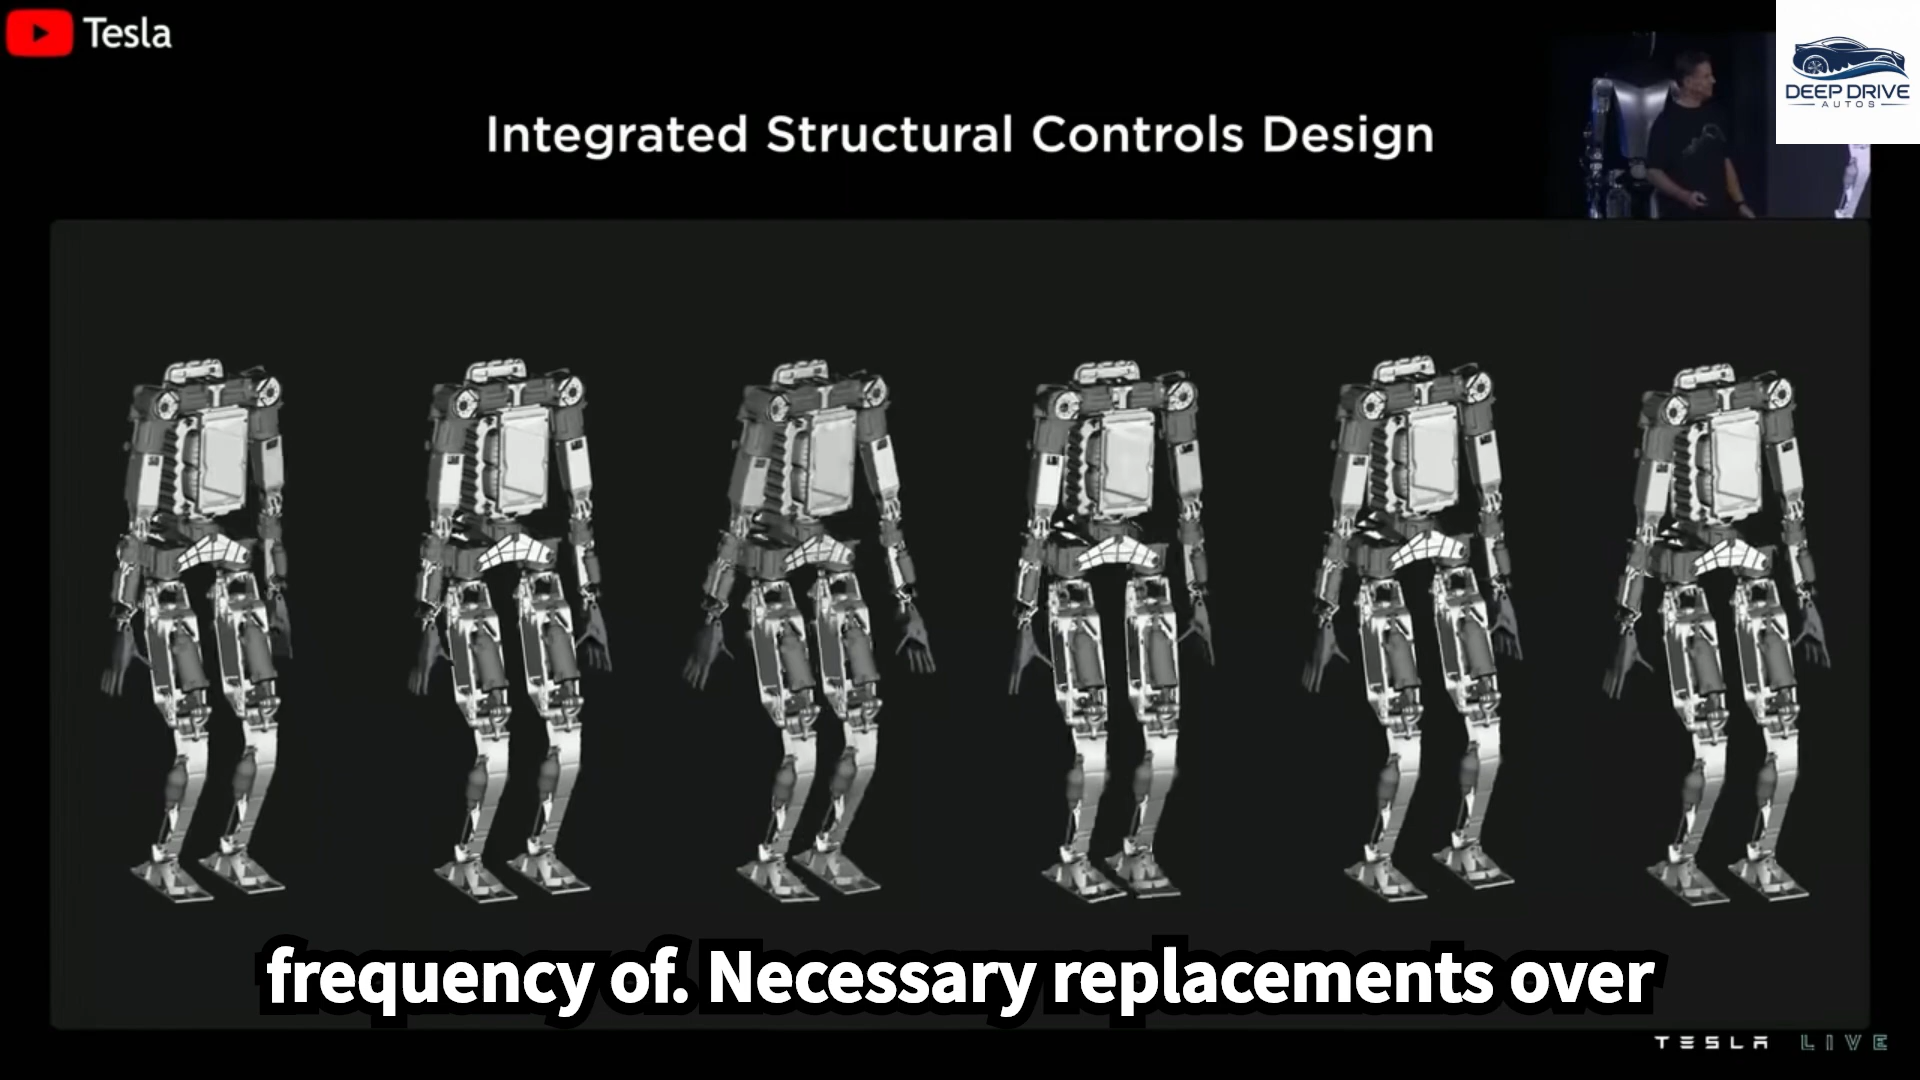 Tesla
DEEP DRIVE
AUTOS
Integrated Structural Controls Design
frequency of. Necessary replacements over
TESLA LIVE